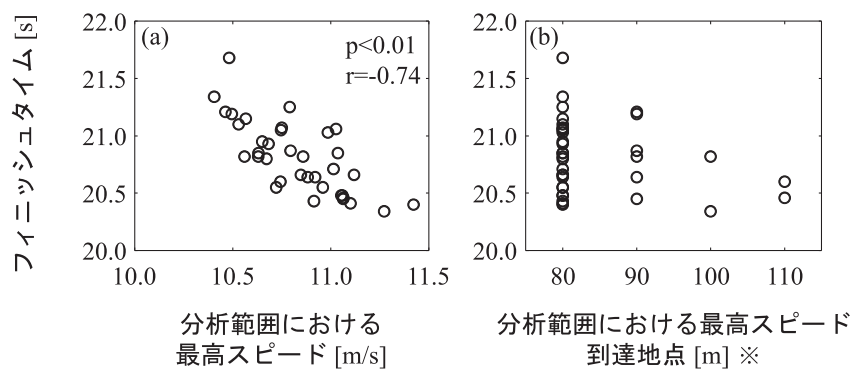 フィニッシュタイム [s]
(a)
p<0.01
r=-0.74
22.0
21.5
21.0
20.5
20.0
10.0 10.5 11.0 11.5
分析範囲における
最高スピード [m/s]
(b)
22.0
21.5
21.0
20.5
20.0
80 90 100 110
分析範囲における最高スピード
到達地点 [m] ※